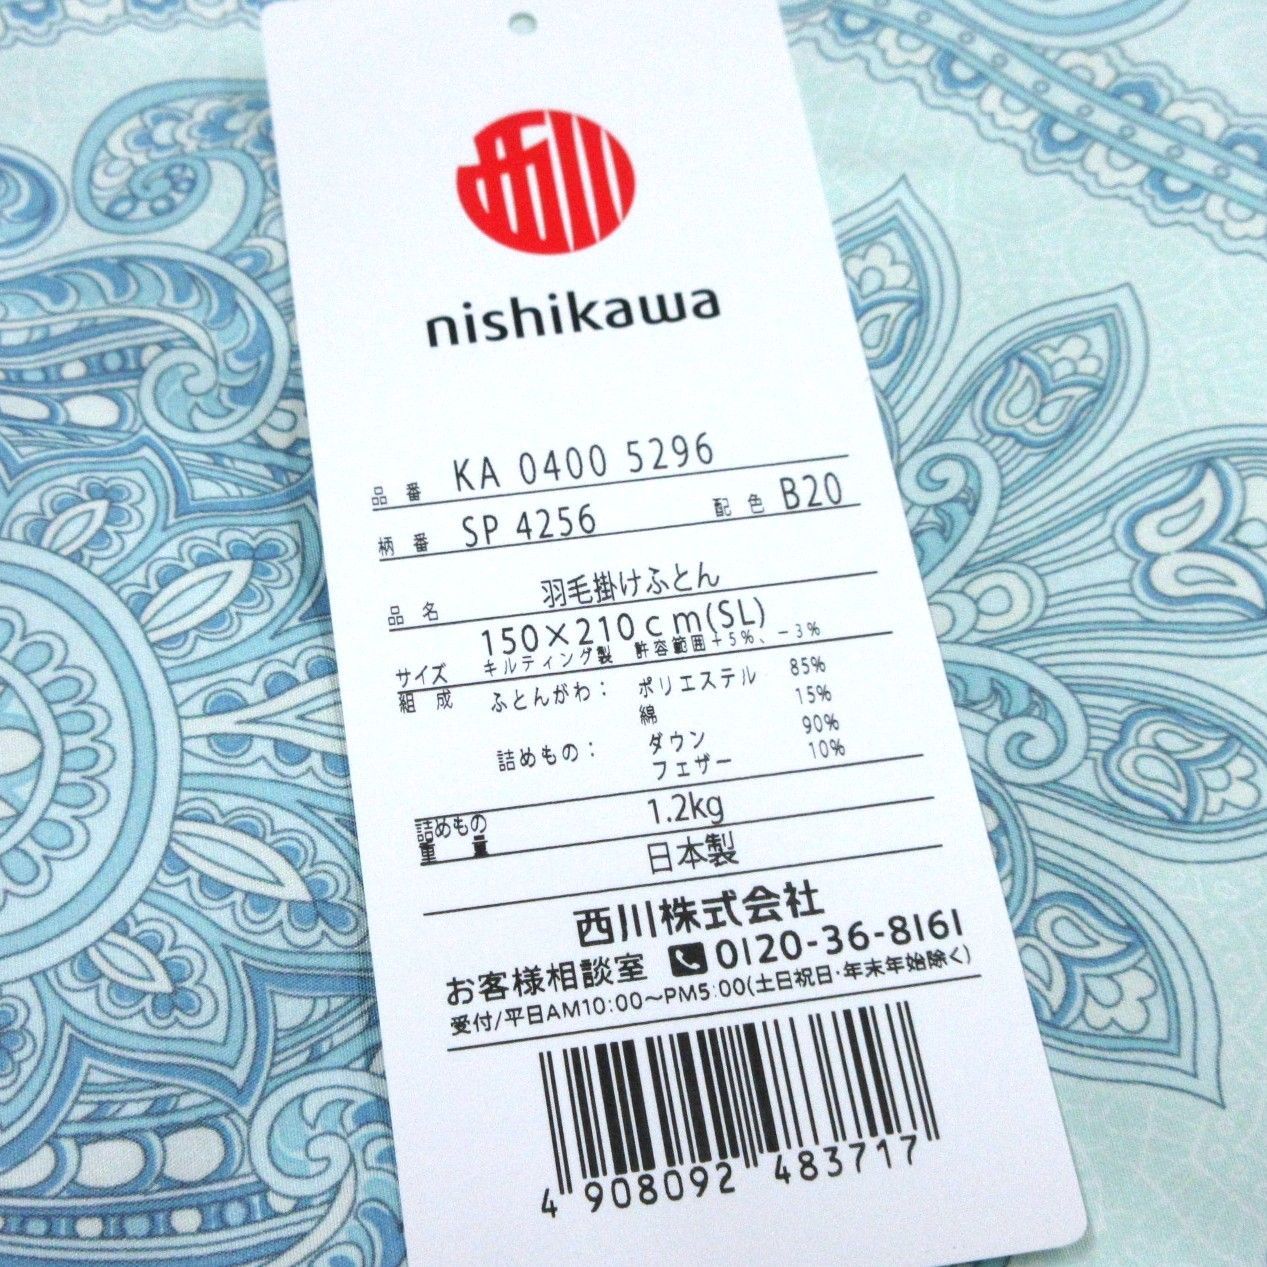 西川
nishikawa
品番 KA 0400 5296
柄番 SP 4256 配色 B20
品名 羽毛掛けふとん
サイズ 150×210cm(SL)
キルティング製 許容範囲+5%、-3%
組成 ふとんがわ: ポリエステル 85%
綿 15%
詰めもの: ダウン 90%
フェザー 10%
詰めもの重量 1.2kg
日本製
西川株式会社
お客様相談室 0120-36-8161
受付/平日AM10:00～PM5:00(土日祝日・年末年始除く)
4 908092 483717